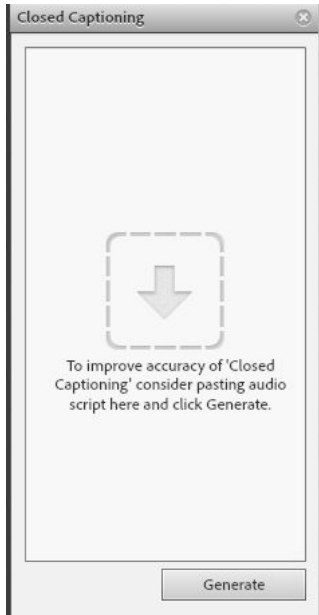 Closed Captioning
To improve accuracy of 'Closed
Captioning' consider pasting audio
script here and click Generate.
Generate